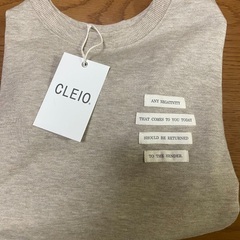 CLEIO.
ANY NEGATIVITY
THAT COMES TO YOU TODAY
SHOULD BE RETURNED
TO THE SENDER.